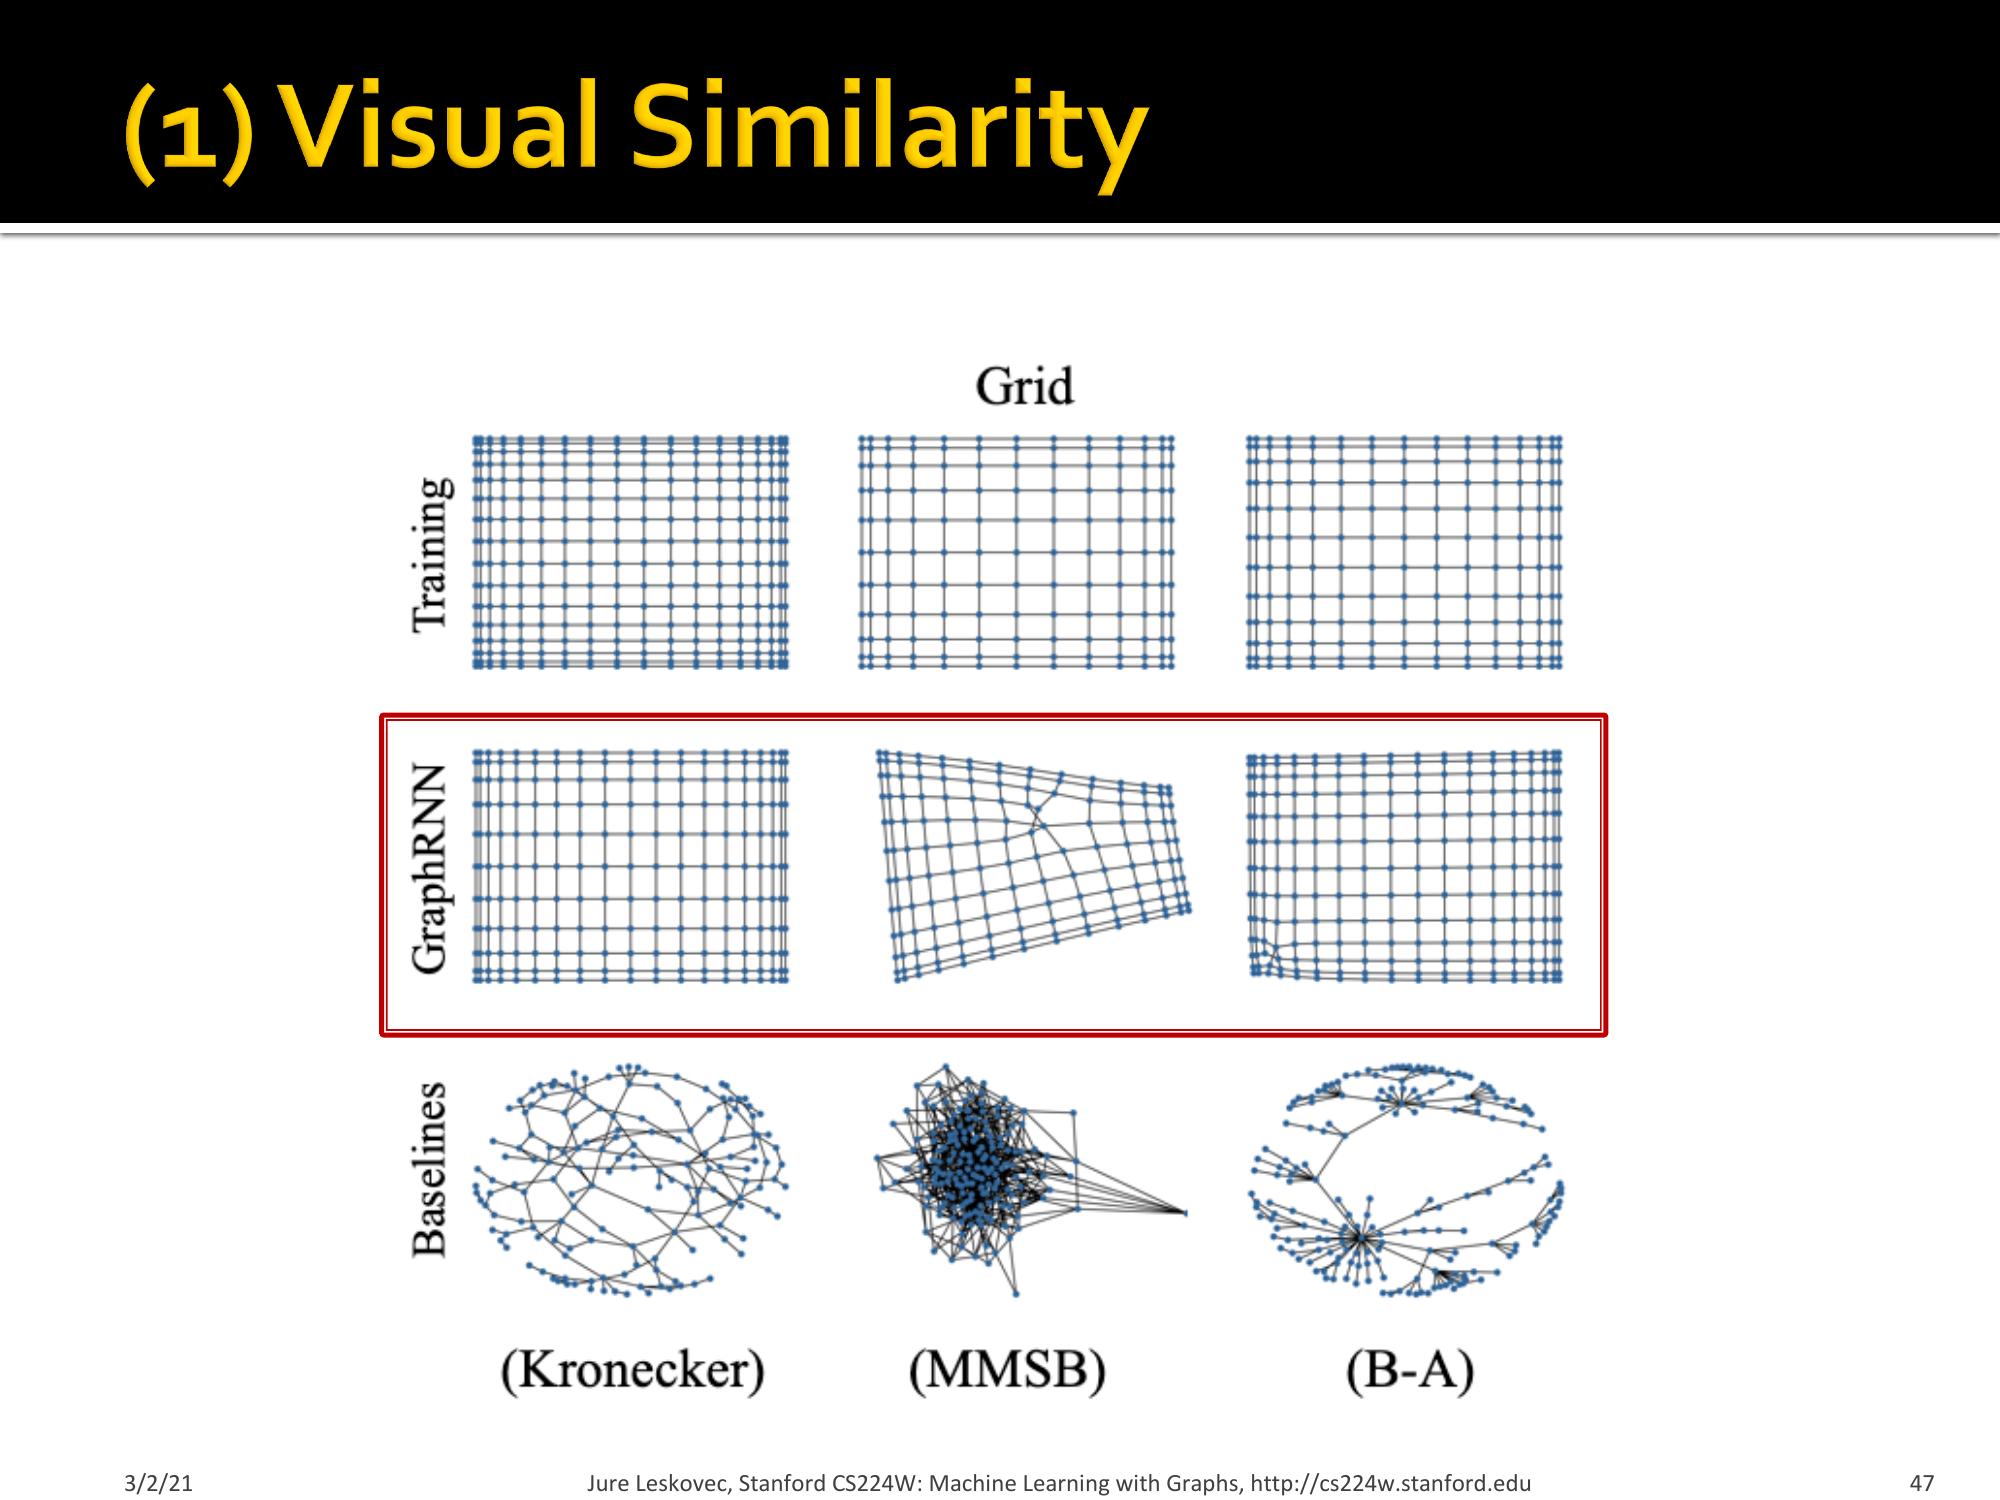 (1) Visual Similarity
Grid
Training
GraphRNN
Baselines
(Kronecker) (MMSB) (B-A)
3/2/21 Jure Leskovec, Stanford CS224W: Machine Learning with Graphs, http://cs224w.stanford.edu 47